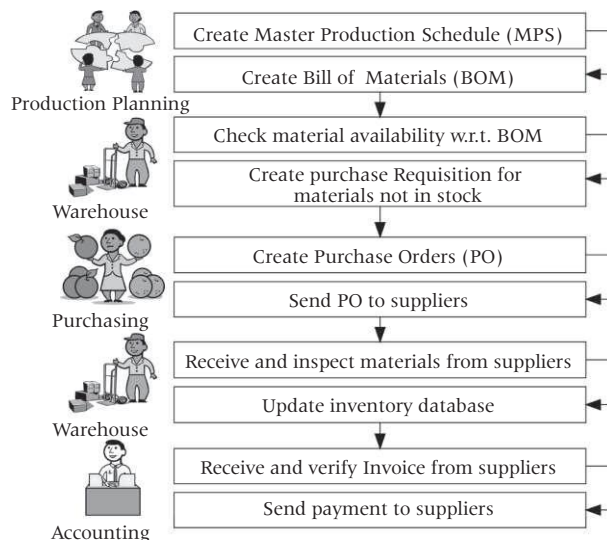 Create Master Production Schedule (MPS)
Create Bill of Materials (BOM)
Production Planning
Check material availability w.r.t. BOM
Create purchase Requisition for
materials not in stock
Warehouse
Create Purchase Orders (PO)
Send PO to suppliers
Purchasing
Receive and inspect materials from suppliers
Update inventory database
Warehouse
Receive and verify Invoice from suppliers
Send payment to suppliers
Accounting